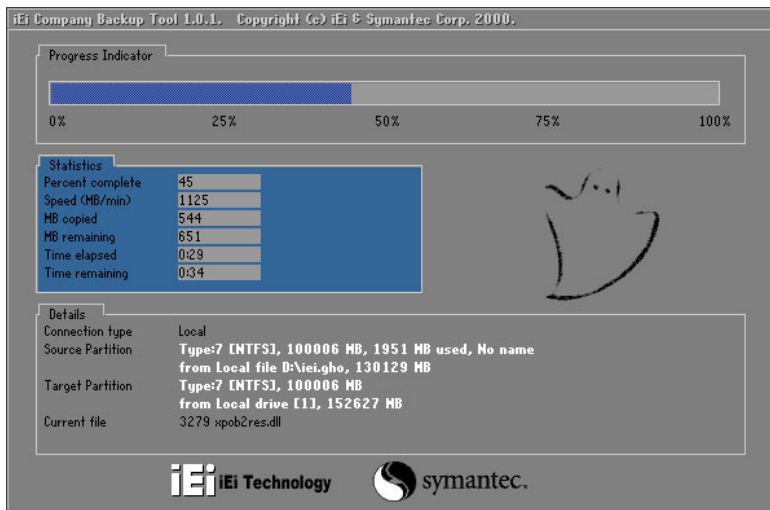 iEi Company Backup Tool 1.0.1. Copyright (c) iEi & Symantec Corp. 2000.
Progress Indicator
0% 25% 50% 75% 100%
Statistics
Percent complete 45
Speed (MB/min) 1125
MB copied 544
MB remaining 651
Time elapsed 0:29
Time remaining 0:34
Details
Connection type Local
Source Partition Type:7 [NTFS], 100006 MB, 1951 MB used, No name
from Local file D:\iei.gho, 130129 MB
Target Partition Type:7 [NTFS], 100006 MB
from Local drive [1], 152627 MB
Current file 3279 xpob2res.dll
iEi iEi Technology symantec.